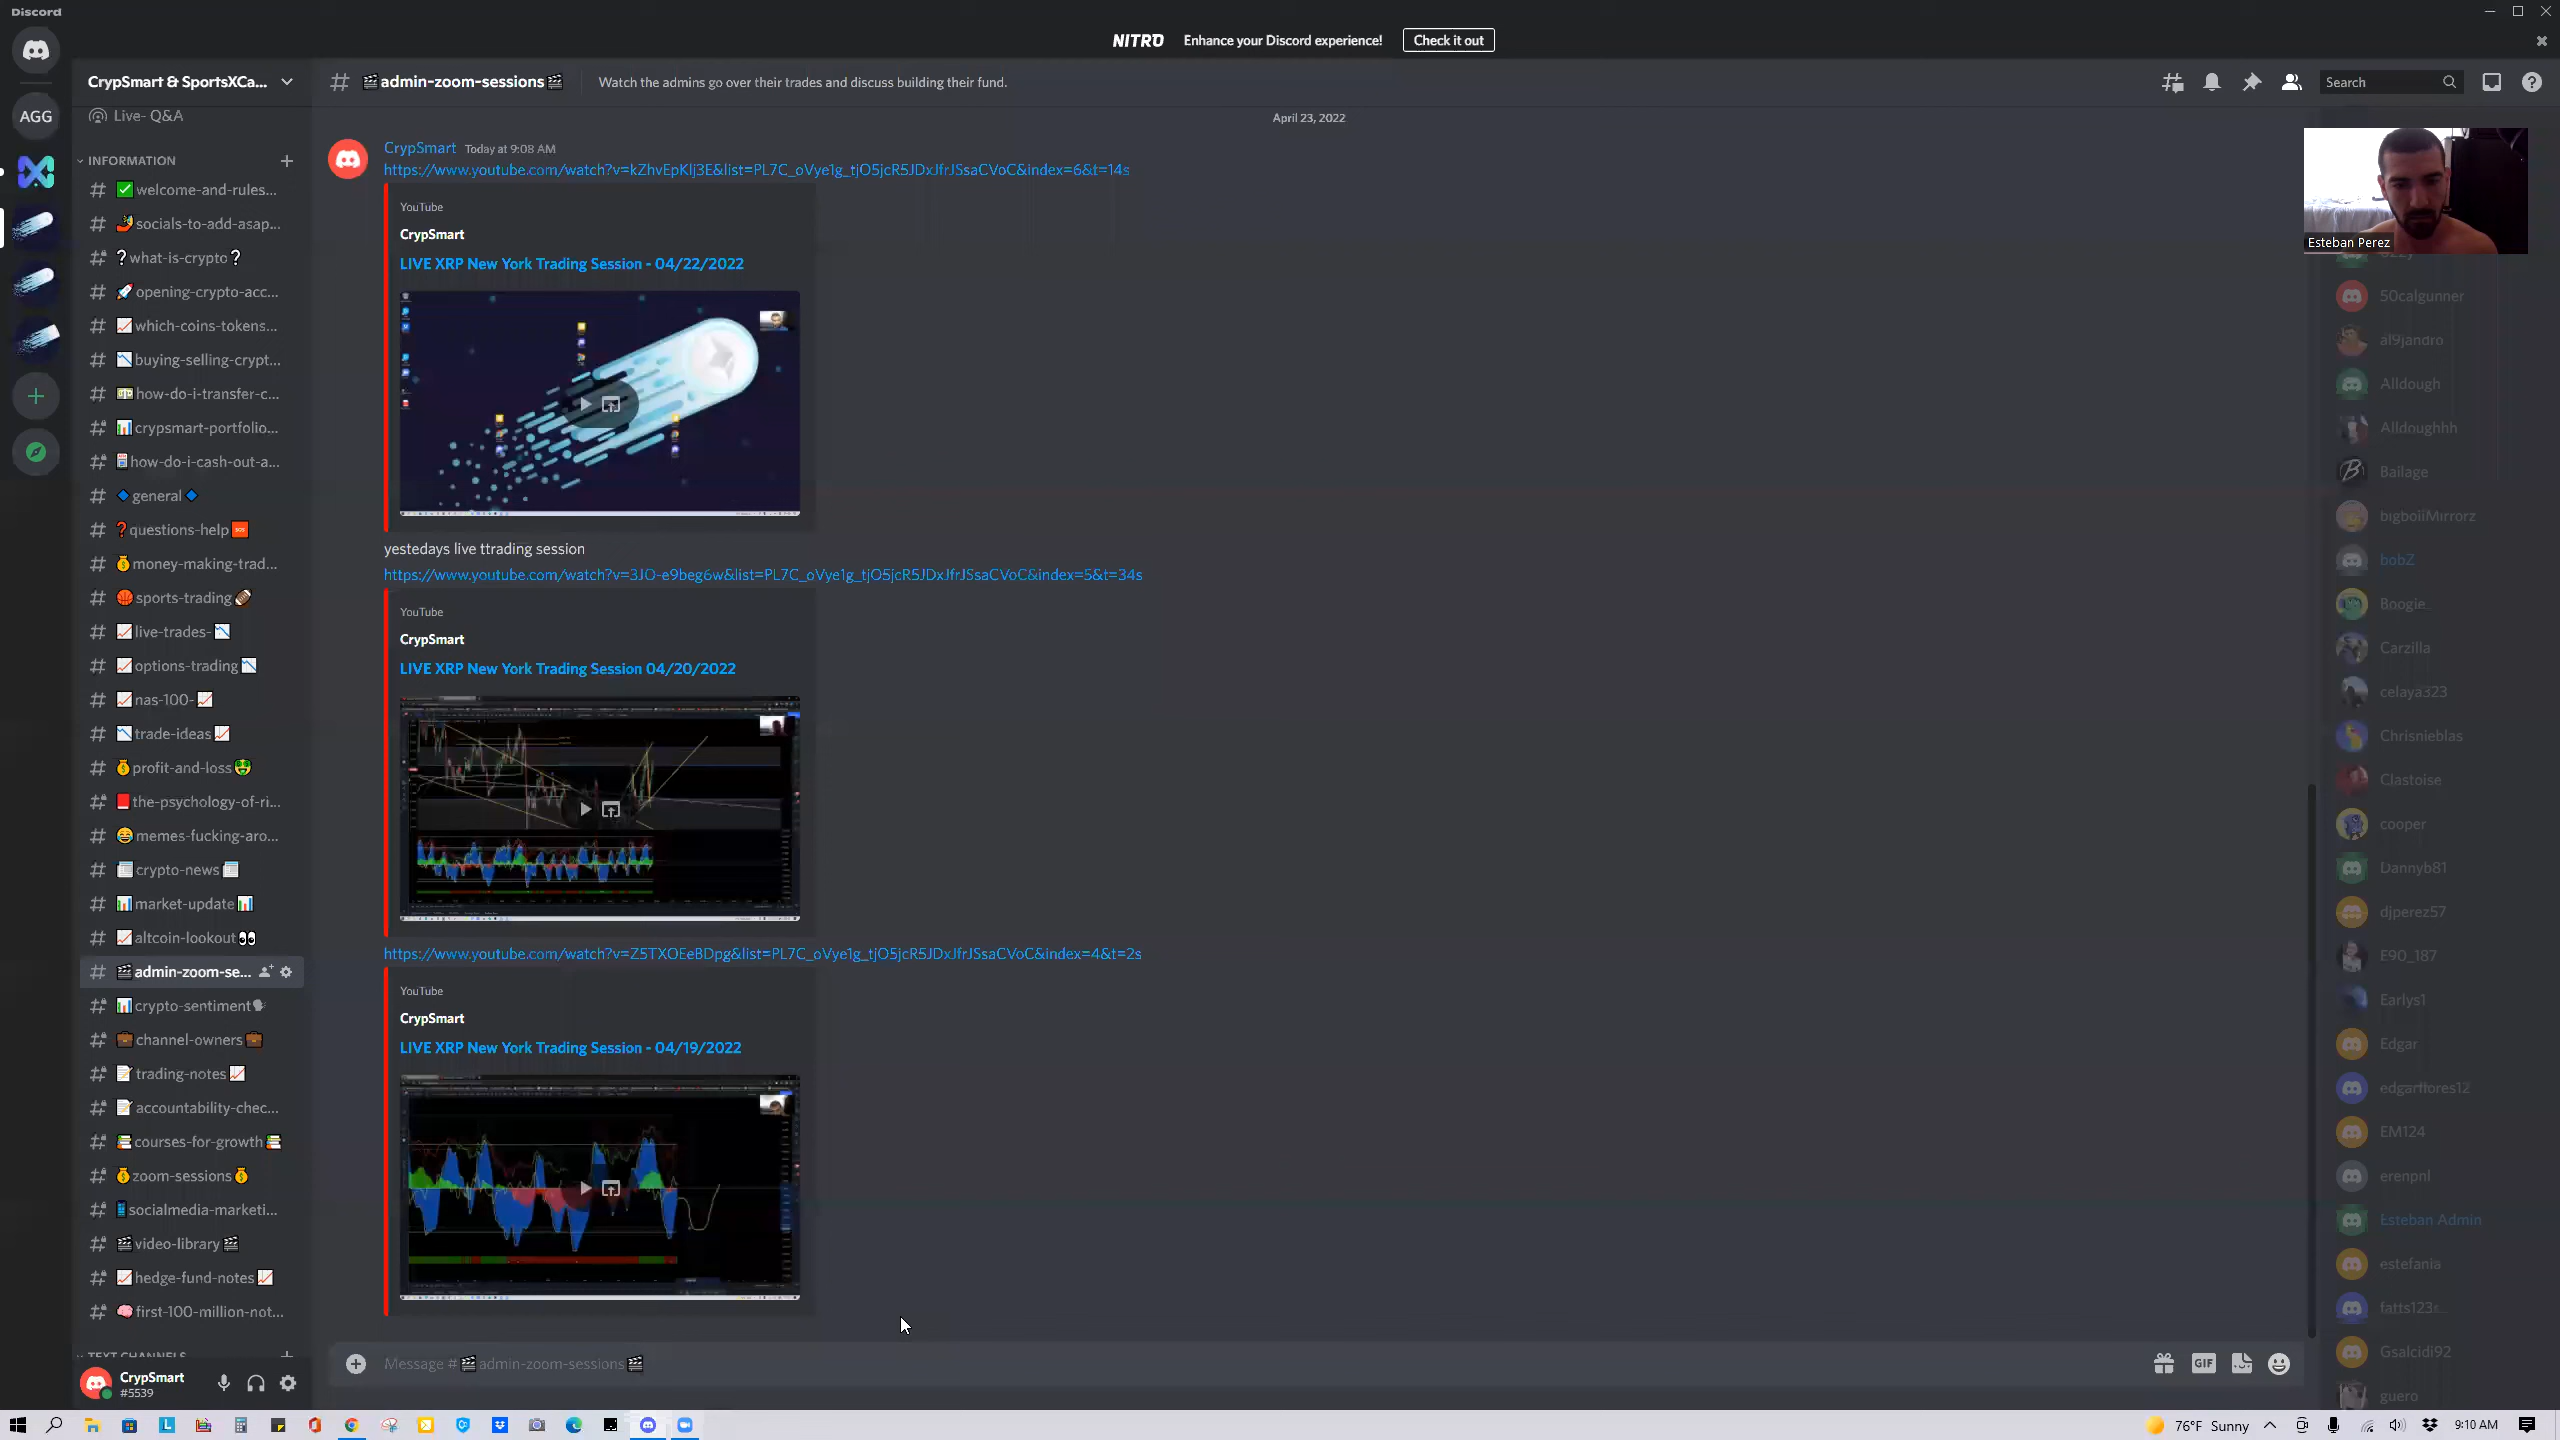 Discord
NITRO Enhance your Discord experience! Check it out
CrypSmart & SportsXCa...
# 🎬admin-zoom-sessions🎬
Watch the admins go over their trades and discuss building their fund.
Search
AGG
Live- Q&A
INFORMATION
✅welcome-and-rules...
socials-to-add-asap...
❔what-is-crypto❔
🚀opening-crypto-acc...
📈which-coins-tokens...
📉buying-selling-crypt...
how-do-i-transfer-c...
📊crypsmart-portfolio...
how-do-i-cash-out-a...
🔷general🔷
❓questions-help🆘
💰money-making-trad...
🏀sports-trading🏈
📈live-trades-📉
📈options-trading📉
📈nas-100-📈
📉trade-ideas📈
💰profit-and-loss🤑
📕the-psychology-of-ri...
😂memes-fucking-aro...
crypto-news
📊market-update📊
📈altcoin-lookout👀
🎬admin-zoom-se...
📊crypto-sentiment🗣
💼channel-owners💼
📝trading-notes📈
📝accountability-chec...
📚courses-for-growth📚
💰zoom-sessions💰
📱socialmedia-marketi...
🎬video-library🎬
📈hedge-fund-notes📈
🧠first-100-million-not...
TEXT CHANNELS
CrypSmart
#5539
April 23, 2022
CrypSmart Today at 9:08 AM
https://www.youtube.com/watch?v=kZhvEpKlj3E&list=PL7C_oVye1g_tjO5jcR5JDxJfrJSsaCVoC&index=6&t=14s
YouTube
CrypSmart
LIVE XRP New York Trading Session - 04/22/2022
yestedays live ttrading session
https://www.youtube.com/watch?v=3JO-e9beg6w&list=PL7C_oVye1g_tjO5jcR5JDxJfrJSsaCVoC&index=5&t=34s
YouTube
CrypSmart
LIVE XRP New York Trading Session 04/20/2022
https://www.youtube.com/watch?v=Z5TXOEeBDpg&list=PL7C_oVye1g_tjO5jcR5JDxJfrJSsaCVoC&index=4&t=2s
YouTube
CrypSmart
LIVE XRP New York Trading Session - 04/19/2022
Message #🎬admin-zoom-sessions🎬
GIF
Esteban Perez
50calgunner
al9jandro
Alldough
Alldoughhh
Bailage
bigboiiMirrorz
bobZ
Boogie_
Carzilla
celaya323
Chrisnieblas
Clastoise
cooper
Dannyb81
djperez57
E90_187
Earlys1
Edgar
edgarflores12
EM124
erenpnl
Esteban Admin
estefania
fatts123s...
Gsalcidi92
guero
76°F Sunny
9:10 AM